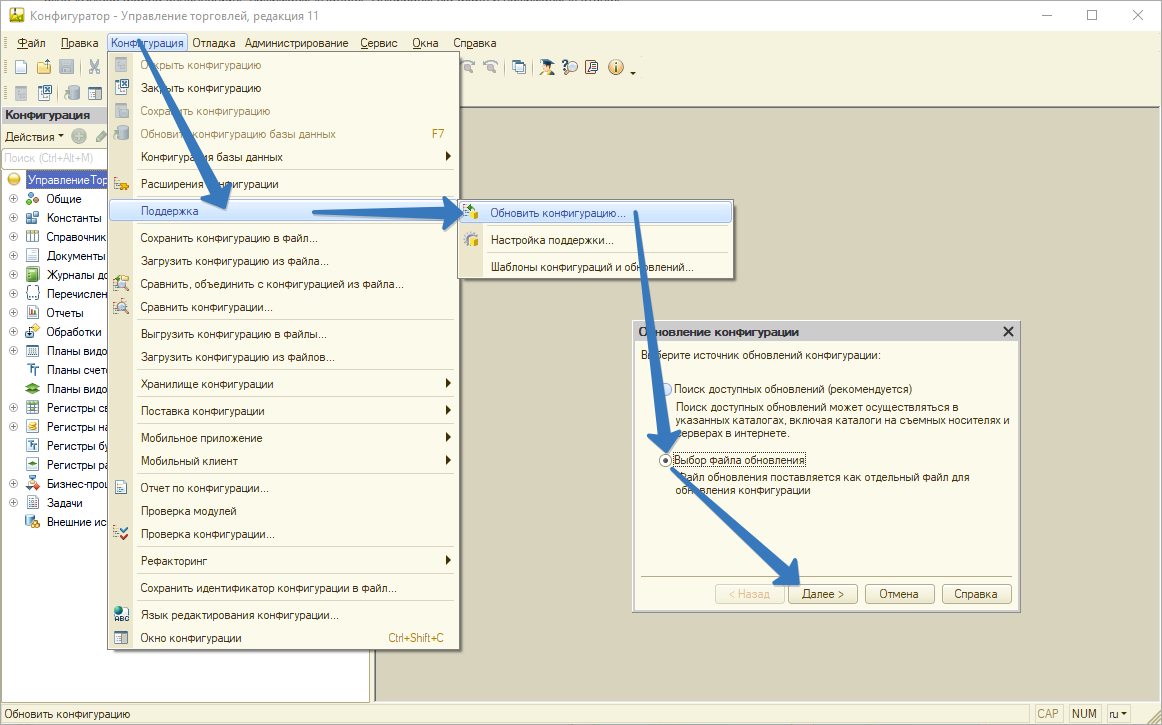 Конфигуратор - Управление торговлей, редакция 11
Файл Правка Конфигурация Отладка Администрирование Сервис Окна Справка
Конфигурация
Действия
Поиск (Ctrl+Alt+M)
УправлениеТор
Общие
Константы
Справочник
Документы
Журналы до
Перечислен
Отчеты
Обработки
Планы видо
Планы счето
Планы видо
Регистры св
Регистры на
Регистры бу
Регистры ра
Бизнес-проц
Задачи
Внешние ис
Открыть конфигурацию
Закрыть конфигурацию
Сохранить конфигурацию
Обновить конфигурацию базы данных F7
Конфигурация базы данных
Расширения конфигурации
Поддержка
Сохранить конфигурацию в файл...
Загрузить конфигурацию из файла...
Сравнить, объединить с конфигурацией из файла...
Сравнить конфигурации...
Выгрузить конфигурацию в файлы...
Загрузить конфигурацию из файлов...
Хранилище конфигурации
Поставка конфигурации
Мобильное приложение
Мобильный клиент
Отчет по конфигурации...
Проверка модулей
Проверка конфигурации...
Рефакторинг
Сохранить идентификатор конфигурации в файл...
Язык редактирования конфигурации...
Окно конфигурации Ctrl+Shift+C
Обновить конфигурацию...
Настройка поддержки...
Шаблоны конфигураций и обновлений...
Обновление конфигурации
Выберите источник обновлений конфигурации:
Поиск доступных обновлений (рекомендуется)
Поиск доступных обновлений может осуществляться в
указанных каталогах, включая каталоги на съемных носителях и
серверах в интернете.
Выбор файла обновления
Файл обновления поставляется как отдельный файл для
обновления конфигурации
< Назад Далее > Отмена Справка
Обновить конфигурацию CAP NUM ru